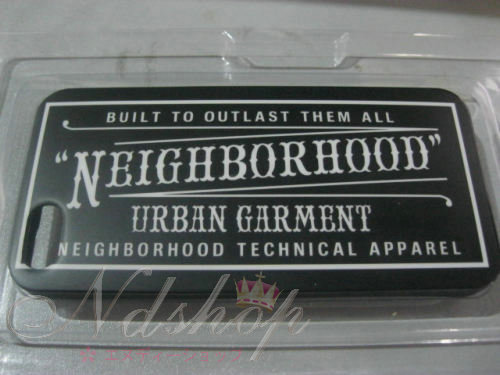 BUILT TO OUTLAST THEM ALL
"NEIGHBORHOOD"
URBAN GARMENT
NEIGHBORHOOD TECHNICAL APPAREL
Ndshop